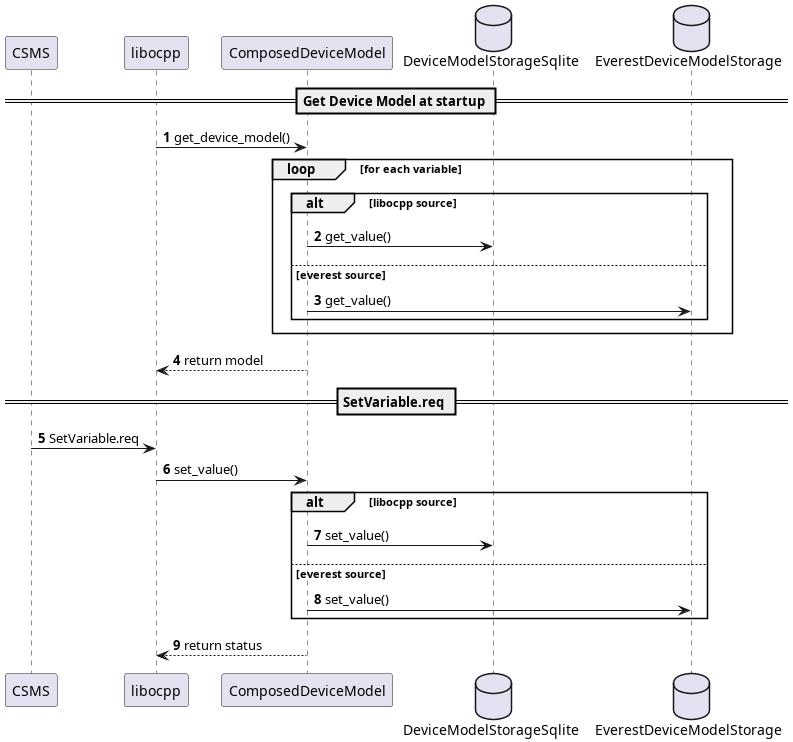 CSMS
libocpp
ComposedDeviceModel
DeviceModelStorageSqlite
EverestDeviceModelStorage
Get Device Model at startup
1 get_device_model()
loop [for each variable]
alt [libocpp source]
2 get_value()
[everest source]
3 get_value()
4 return model
SetVariable.req
5 SetVariable.req
6 set_value()
alt [libocpp source]
7 set_value()
[everest source]
8 set_value()
9 return status
CSMS
libocpp
ComposedDeviceModel
DeviceModelStorageSqlite
EverestDeviceModelStorage